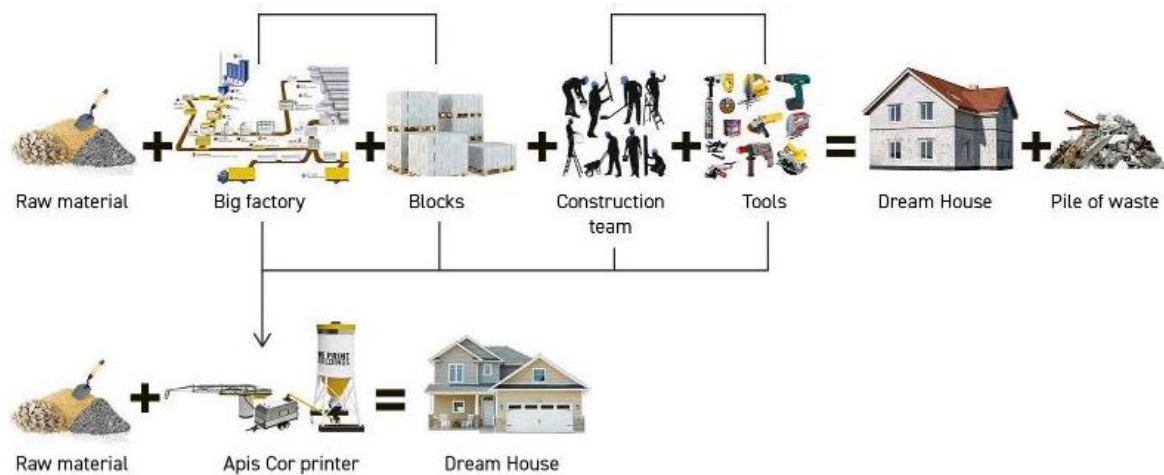 Raw material
Big factory
Blocks
Construction
team
Tools
Dream House
Pile of waste
PRINT
Raw material
Apis Cor printer
Dream House